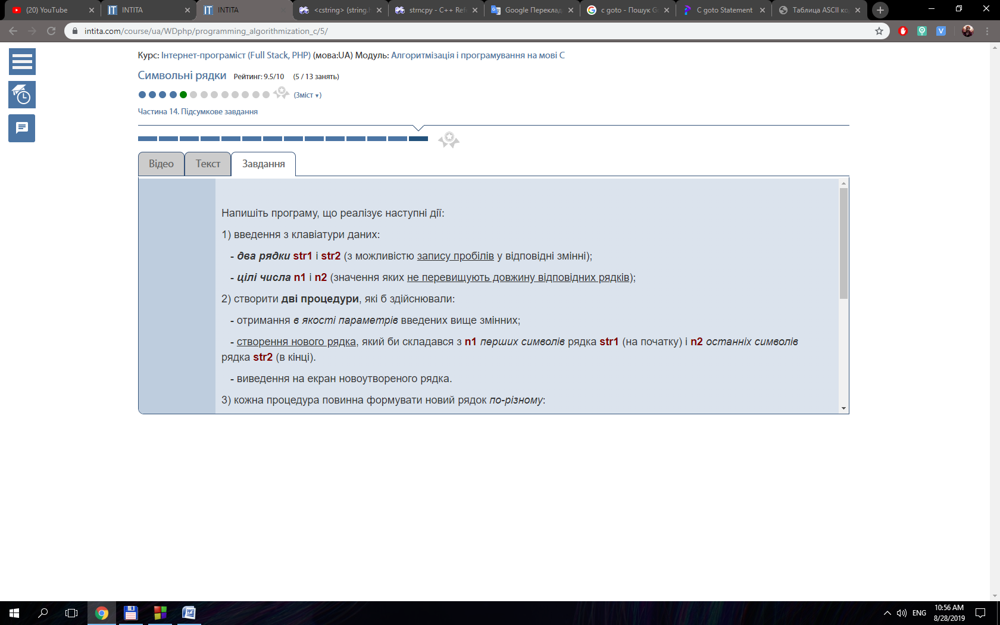 (20) YouTube
INTITA
INTITA
<cstring> (string.h
strncpy - C++ Ref
Google Переклад
c goto - Пошук G
C goto Statement
Таблица ASCII ко
intita.com/course/ua/WDphp/programming_algorithmization_c/5/
Курс: Інтернет-програміст (Full Stack, PHP) (мова:UA) Модуль: Алгоритмізація і програмування на мові С
Символьні рядки Рейтинг: 9.5/10 (5 / 13 занять)
(Зміст ▾)
Частина 14. Підсумкове завдання
Відео Текст Завдання
Напишіть програму, що реалізує наступні дії:
1) введення з клавіатури даних:
- два рядки str1 і str2 (з можливістю запису пробілів у відповідні змінні);
- цілі числа n1 і n2 (значення яких не перевищують довжину відповідних рядків);
2) створити дві процедури, які б здійснювали:
- отримання в якості параметрів введених вище змінних;
- створення нового рядка, який би складався з n1 перших символів рядка str1 (на початку) і n2 останніх символів
рядка str2 (в кінці).
- виведення на екран новоутвореного рядка.
3) кожна процедура повинна формувати новий рядок по-різному:
ENG
10:56 AM
8/28/2019